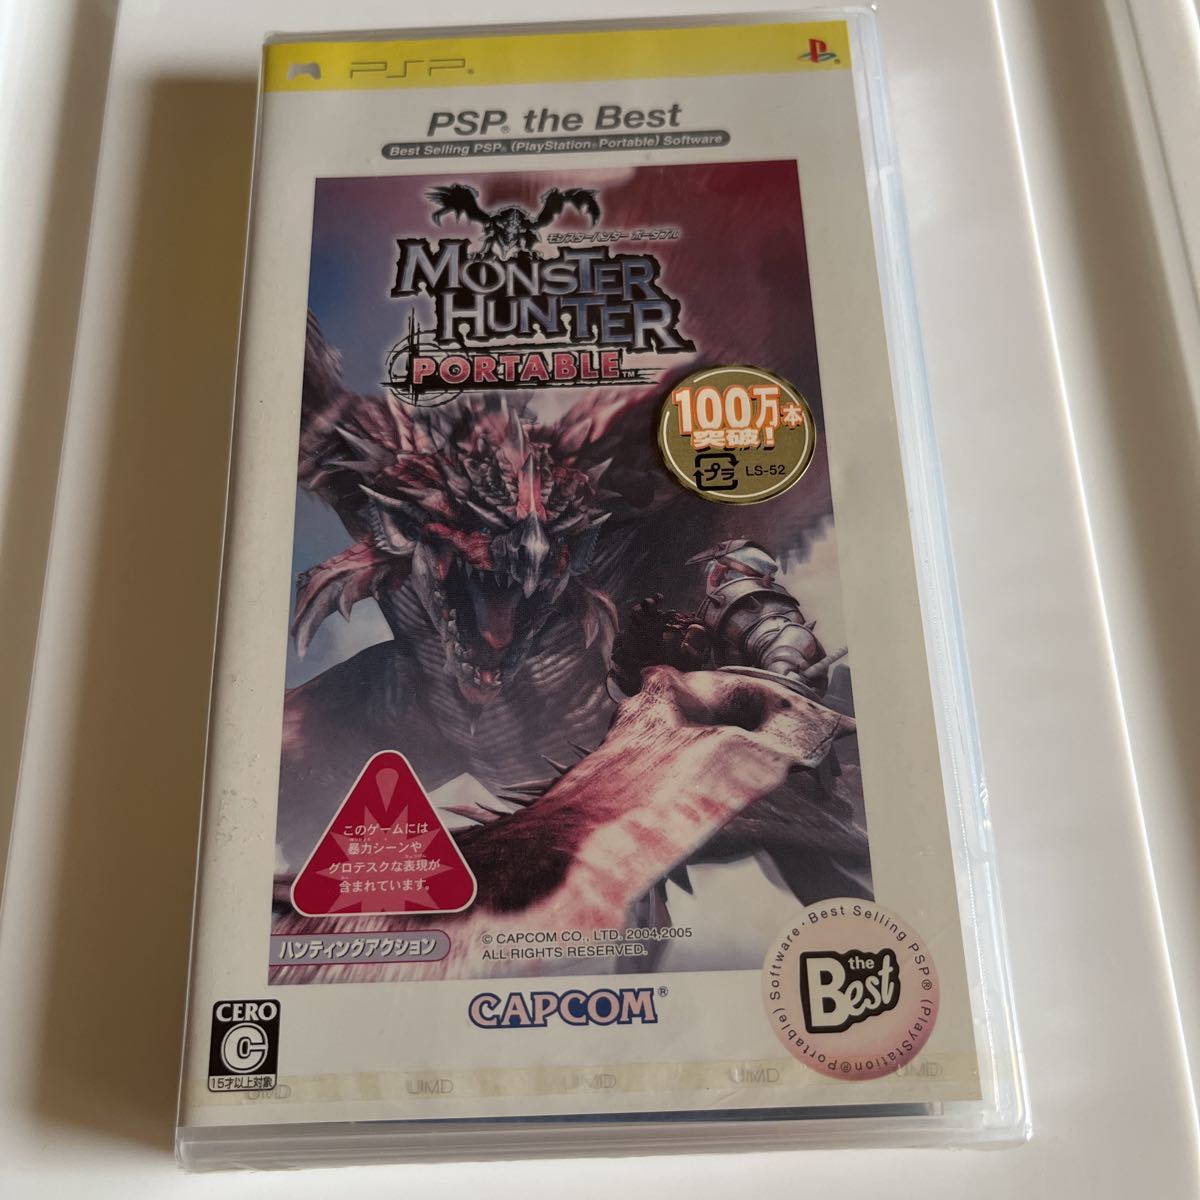 PSP®
PSP® the Best
Best Selling PSP® (PlayStation®Portable) Software
モンスターハンター ポータブル
MONSTER
HUNTER
PORTABLE™
100万本
突破!
プラ LS-52
このゲームには
暴力シーンや
グロテスクな表現が
含まれています。
ハンティングアクション
© CAPCOM CO., LTD. 2004,2005
ALL RIGHTS RESERVED.
CAPCOM®
the
Best
Best Selling PSP® (PlayStation®Portable) Software
CERO
C
15才以上対象
UMD UMD UMD UMD UMD